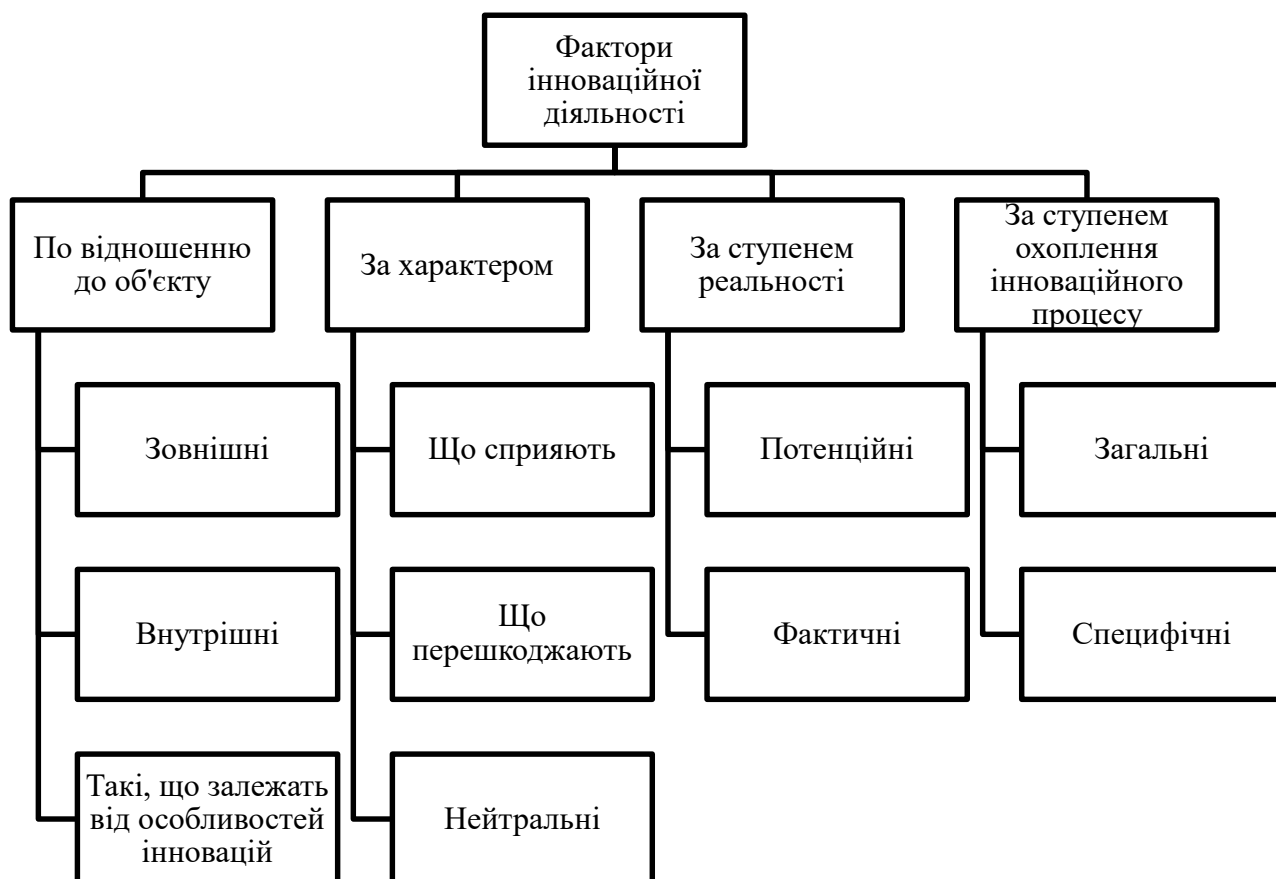 Фактори
інноваційної
діяльності
По відношенню
до об'єкту
За характером
За ступенем
реальності
За ступенем
охоплення
інноваційного
процесу
Зовнішні
Що сприяють
Потенційні
Загальні
Внутрішні
Що
перешкоджають
Фактичні
Специфічні
Такі, що залежать
від особливостей
інновацій
Нейтральні